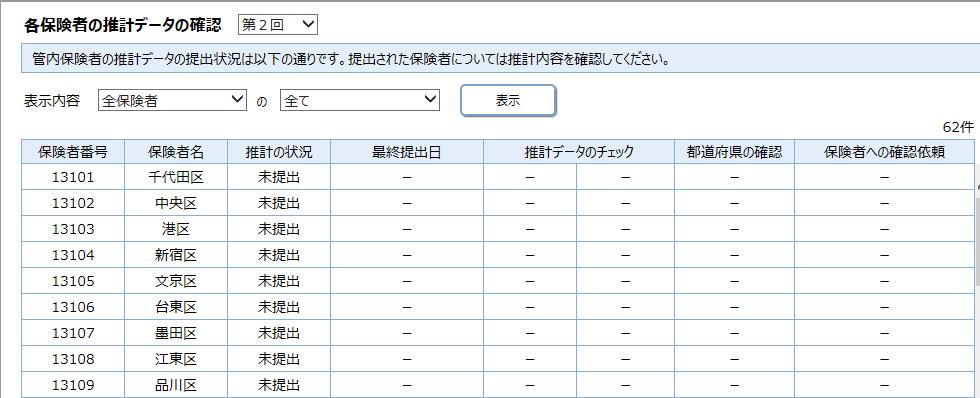 各保険者の推計データの確認 第２回
管内保険者の推計データの提出状況は以下の通りです。提出された保険者については推計内容を確認してください。
表示内容 全保険者 の 全て 表示
62件
保険者番号 保険者名 推計の状況 最終提出日 推計データのチェック 都道府県の確認 保険者への確認依頼
13101 千代田区 未提出 － － － － －
13102 中央区 未提出 － － － － －
13103 港区 未提出 － － － － －
13104 新宿区 未提出 － － － － －
13105 文京区 未提出 － － － － －
13106 台東区 未提出 － － － － －
13107 墨田区 未提出 － － － － －
13108 江東区 未提出 － － － － －
13109 品川区 未提出 － － － － －